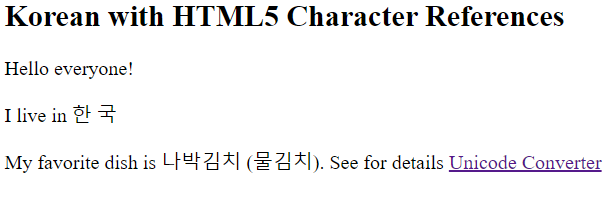 Korean with HTML5 Character References
Hello everyone!
I live in 한 국
My favorite dish is 나박김치 (물김치). See for details Unicode Converter